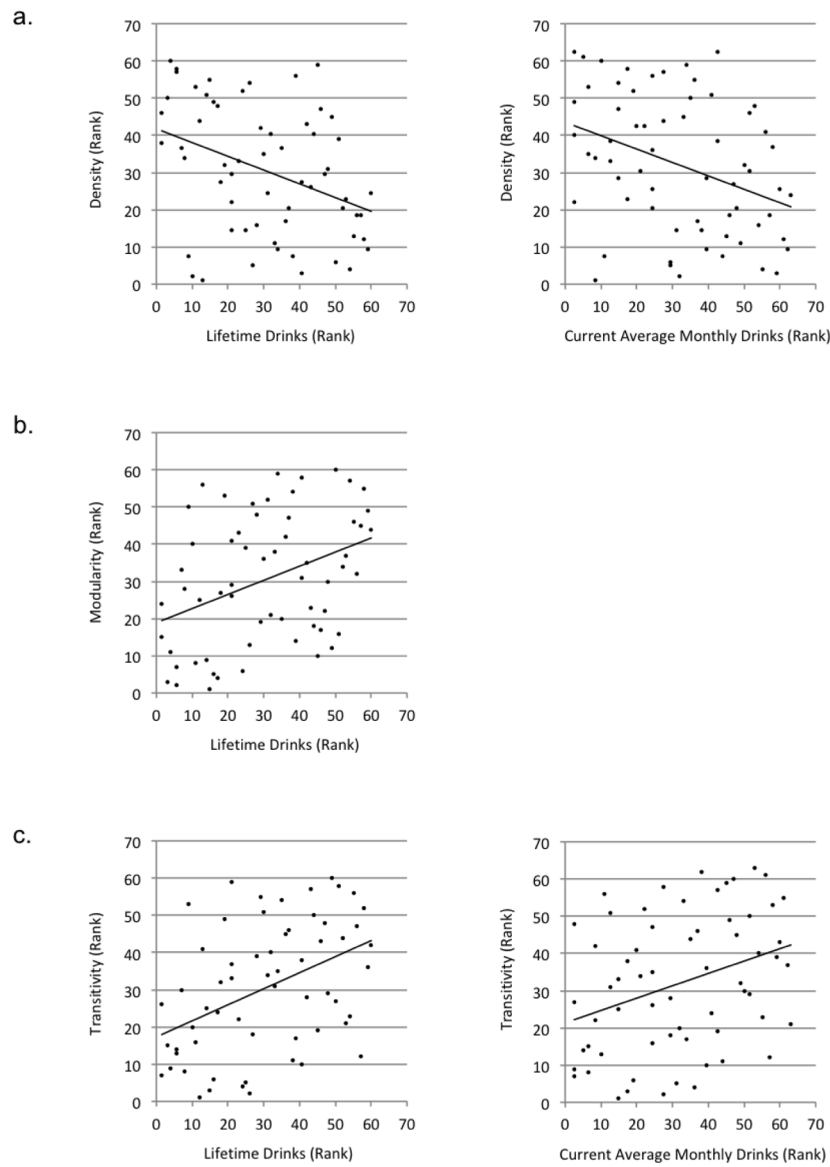 a.
70
60
50
40
30
20
10
0
Density (Rank)
0 10 20 30 40 50 60 70
Lifetime Drinks (Rank)
70
60
50
40
30
20
10
0
Density (Rank)
0 10 20 30 40 50 60 70
Current Average Monthly Drinks (Rank)
b.
70
60
50
40
30
20
10
0
Modularity (Rank)
0 10 20 30 40 50 60 70
Lifetime Drinks (Rank)
c.
70
60
50
40
30
20
10
0
Transitivity (Rank)
0 10 20 30 40 50 60 70
Lifetime Drinks (Rank)
70
60
50
40
30
20
10
0
Transitivity (Rank)
0 10 20 30 40 50 60 70
Current Average Monthly Drinks (Rank)